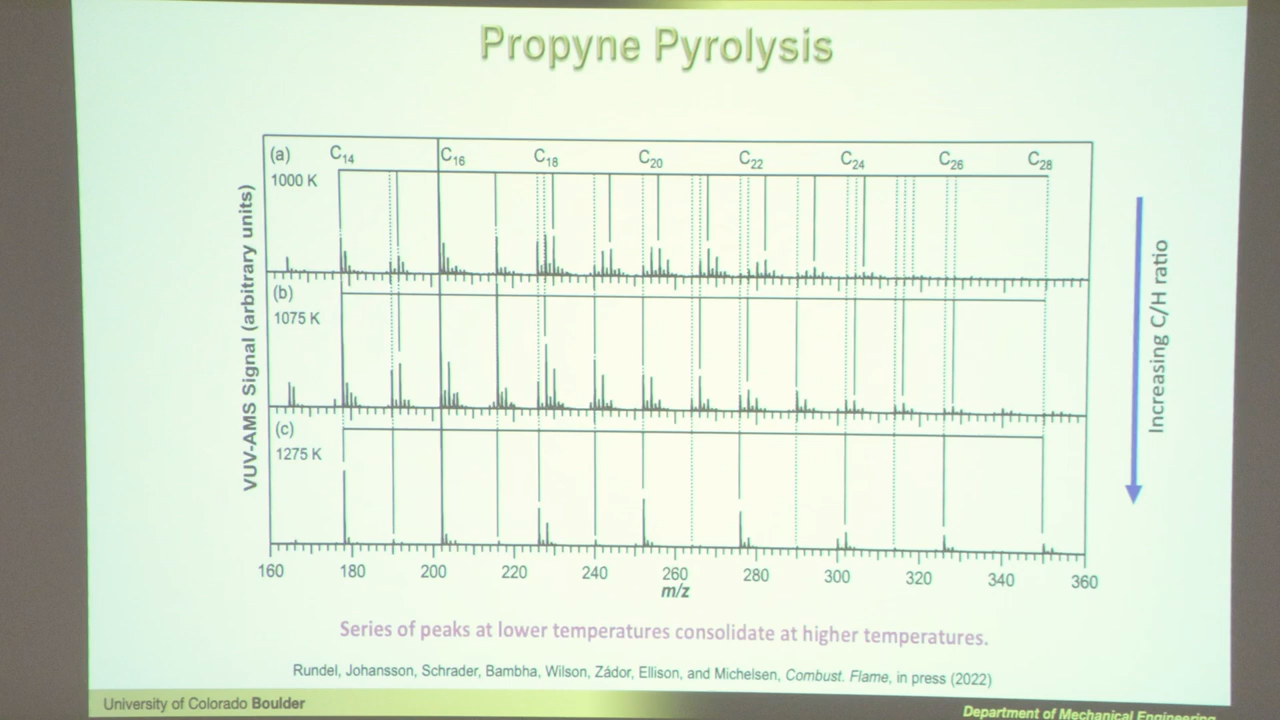 Propyne Pyrolysis
(a)
C14
C16
C18
C20
C22
C24
C26
C28
1000 K
(b)
1075 K
(c)
1275 K
VUV-AMS Signal (arbitrary units)
Increasing C/H ratio
160 180 200 220 240 260 280 300 320 340 360
m/z
Series of peaks at lower temperatures consolidate at higher temperatures.
Rundel, Johansson, Schrader, Bambha, Wilson, Zádor, Ellison, and Michelsen, Combust. Flame, in press (2022)
University of Colorado Boulder
Department of Mechanical Engineering